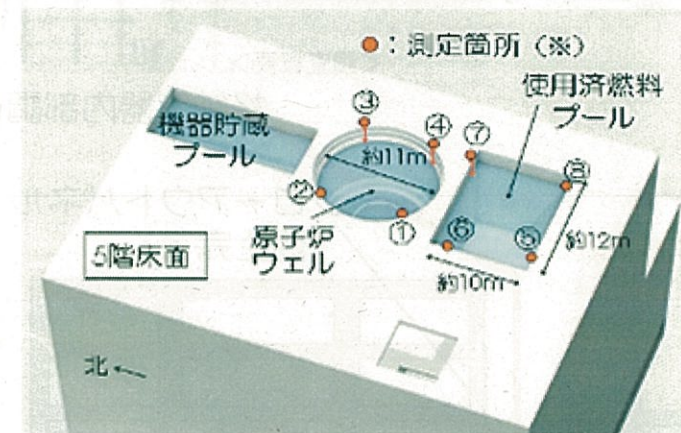 ●：測定箇所（※）
使用済燃料
プール
③
④
⑦
⑧
機器貯蔵
プール
約11m
②
①
⑥
⑤
原子炉
ウェル
約12m
5階床面
約10m
北